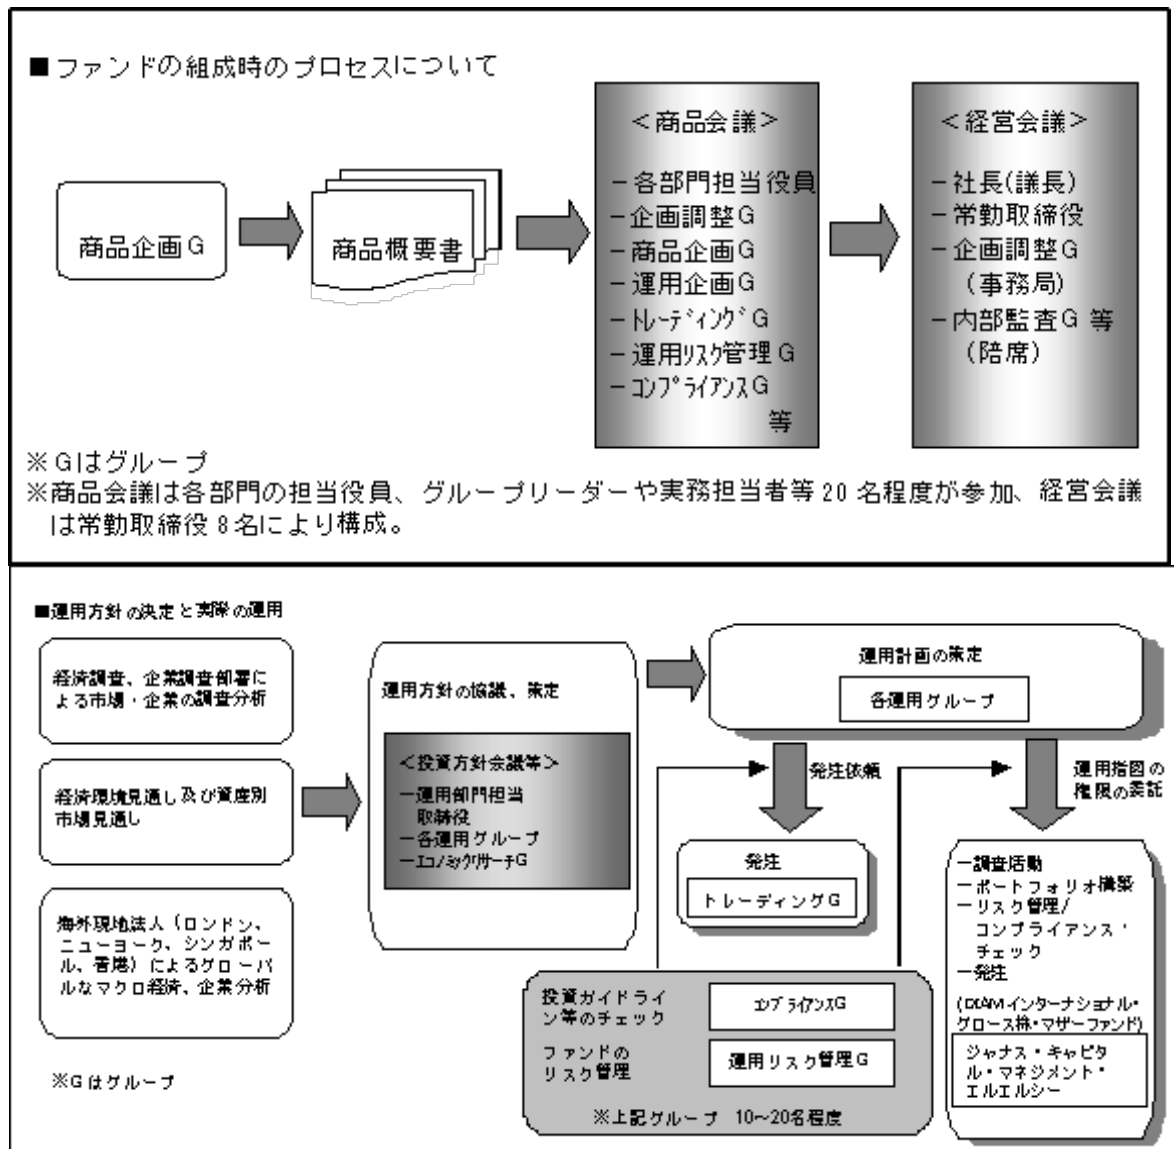 ■ファンドの組成時のプロセスについて
商品企画G
商品概要書
＜商品会議＞
－各部門担当役員
－企画調整G
－商品企画G
－運用企画G
－ﾄﾚｰﾃﾞｨﾝｸﾞG
－運用ﾘｽｸ管理G
－ｺﾝﾌﾟﾗｲｱﾝｽG
等
＜経営会議＞
－社長(議長)
－常勤取締役
－企画調整G
（事務局)
－内部監査G 等
（陪席）
※Gはグループ
※商品会議は各部門の担当役員、グループリーダーや実務担当者等20名程度が参加、経営会議
は常勤取締役8名により構成。
■運用方針の決定と実際の運用
経済調査、企業調査部署に
よる市場・企業の調査分析
経済環境見通し及び資産別
市場見通し
海外現地法人（ロンドン、
ニューヨーク、シンガポー
ル、香港）によるグローバ
ルなマクロ経済、企業分析
※Gはグループ
運用方針の協議、策定
＜投資方針会議等＞
－運用部門担当
取締役
－各運用グループ
－ｴｺﾉﾐｯｸﾘｻｰﾁG
運用計画の策定
各運用グループ
発注依頼
運用指図の
権限の委託
発注
トレーディングG
投資ガイドライ
ン等のチェック
ｺﾝﾌﾟﾗｲｱﾝｽG
ファンドの
リスク管理
運用リスク管理G
※上記グループ 10～20名程度
－調査活動
－ポートフォリオ構築
－リスク管理/
コンプライアンス・
チェック
－発注
(DIAMインターナショナル・
グロース株・マザーファンド)
ジャナス・キャピタ
ル・マネジメント・
エルエルシー